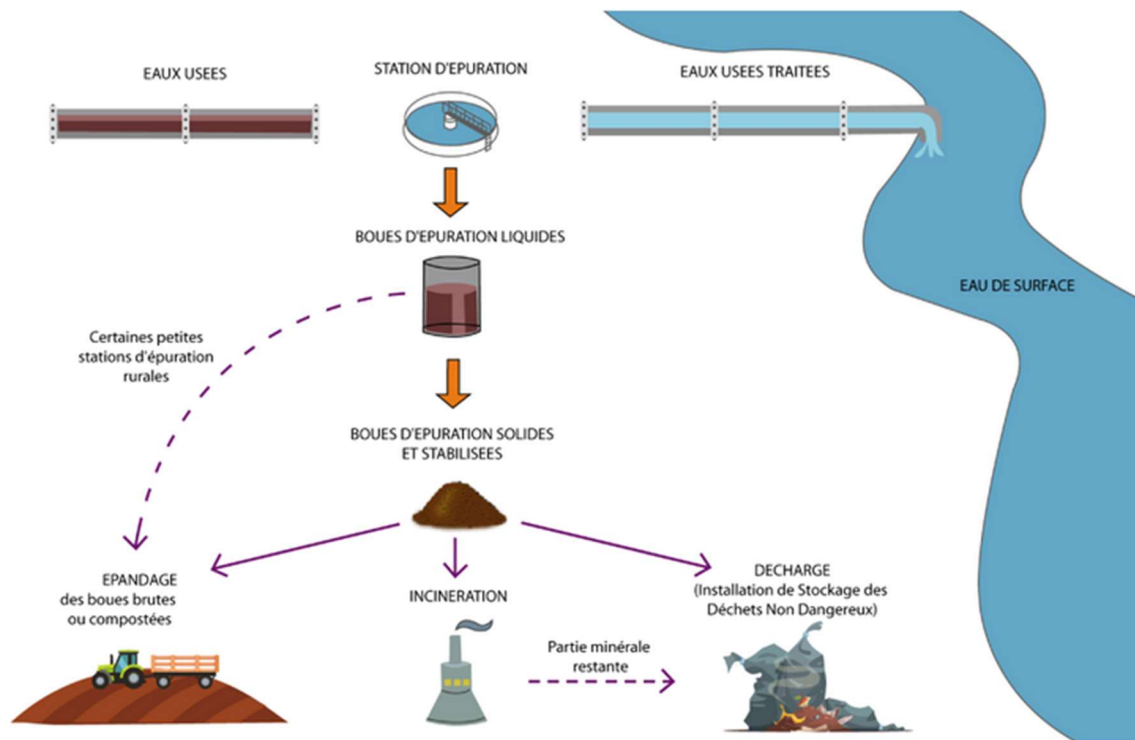 EAUX USEES
STATION D'EPURATION
EAUX USEES TRAITEES
BOUES D'EPURATION LIQUIDES
EAU DE SURFACE
Certaines petites
stations d'épuration
rurales
BOUES D'EPURATION SOLIDES
ET STABILISEES
EPANDAGE
des boues brutes
ou compostées
INCINERATION
DECHARGE
(Installation de Stockage des
Déchets Non Dangereux)
Partie minérale
restante